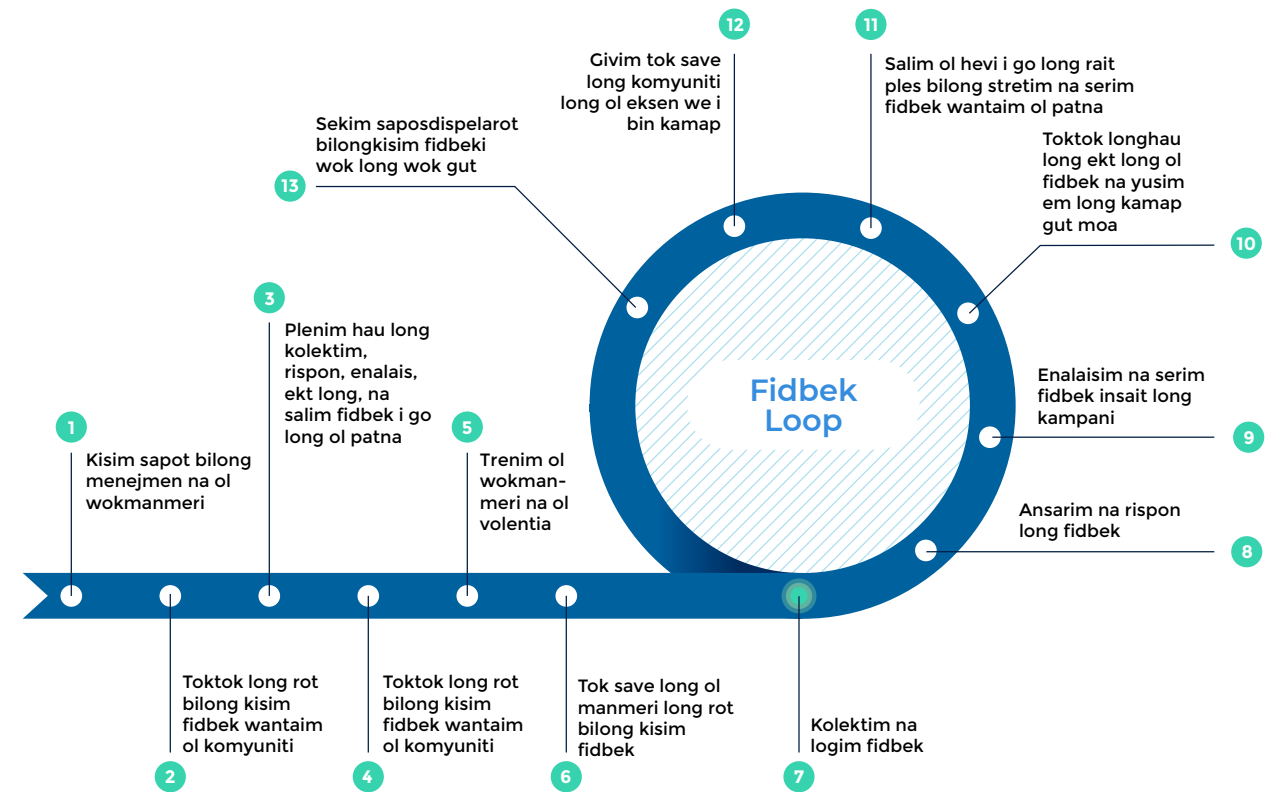 1
Kisim sapot bilong
menejmen na ol
wokmanmeri
2
Toktok long rot
bilong kisim
fidbek wantaim
ol komyuniti
3
Plenim hau long
kolektim,
rispon, enalais,
ekt long, na
salim fidbek i go
long ol patna
4
Toktok long rot
bilong kisim
fidbek wantaim
ol komyuniti
5
Trenim ol
wokman-
meri na ol
volentia
6
Tok save long ol
manmeri long rot
bilong kisim
fidbek
7
Kolektim na
logim fidbek
8
Ansarim na rispon
long fidbek
9
Enalaisim na serim
fidbek insait long
kampani
10
Toktok longhau
long ekt long ol
fidbek na yusim
em long kamap
gut moa
11
Salim ol hevi i go long rait
ples bilong stretim na serim
fidbek wantaim ol patna
12
Givim tok save
long komyuniti
long ol eksen we i
bin kamap
13
Sekim saposdispelarot
bilongkisim fidbeki
wok long wok gut
Fidbek
Loop